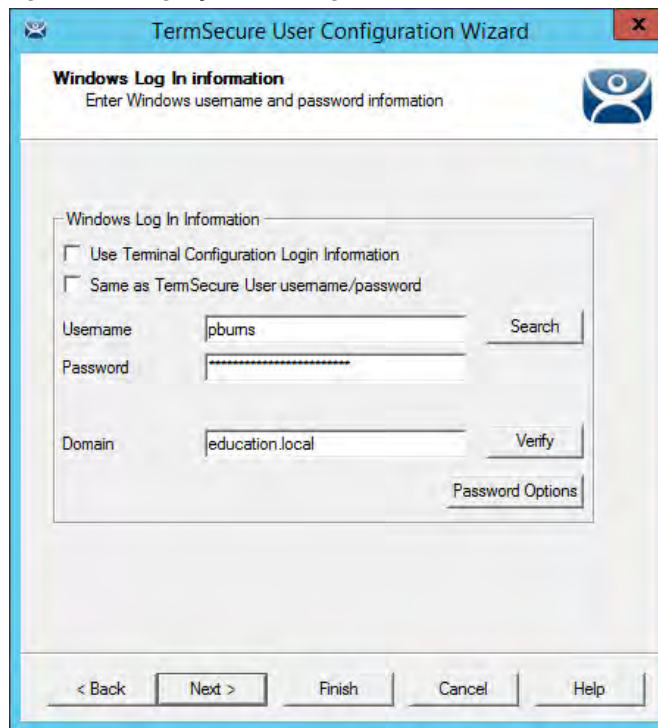 TermSecure User Configuration Wizard
x
Windows Log In information
Enter Windows username and password information
Windows Log In Information
Use Terminal Configuration Login Information
Same as TermSecure User username/password
Username pburns Search
Password ************************
Domain education.local Verify
Password Options
< Back Next > Finish Cancel Help